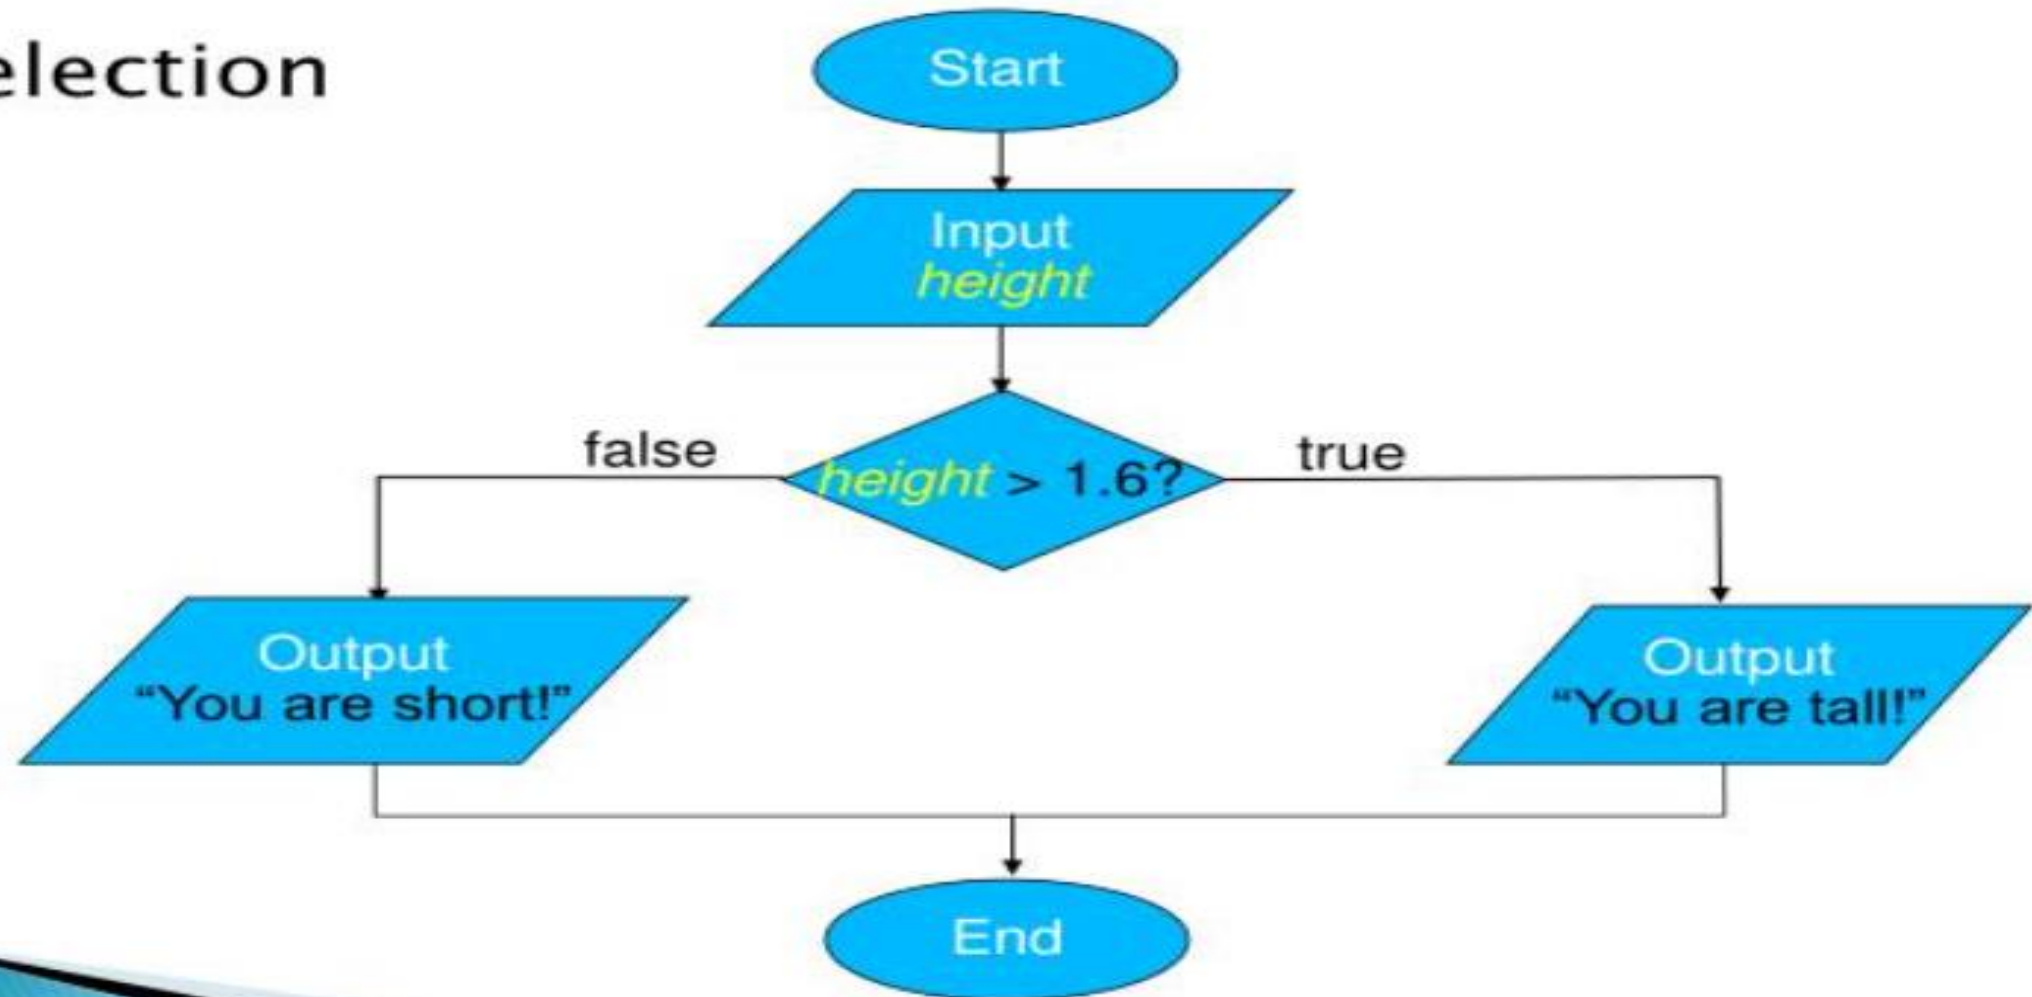 election
Start
Input
height
false
height > 1.6?
true
Output
“You are short!”
Output
“You are tall!”
End